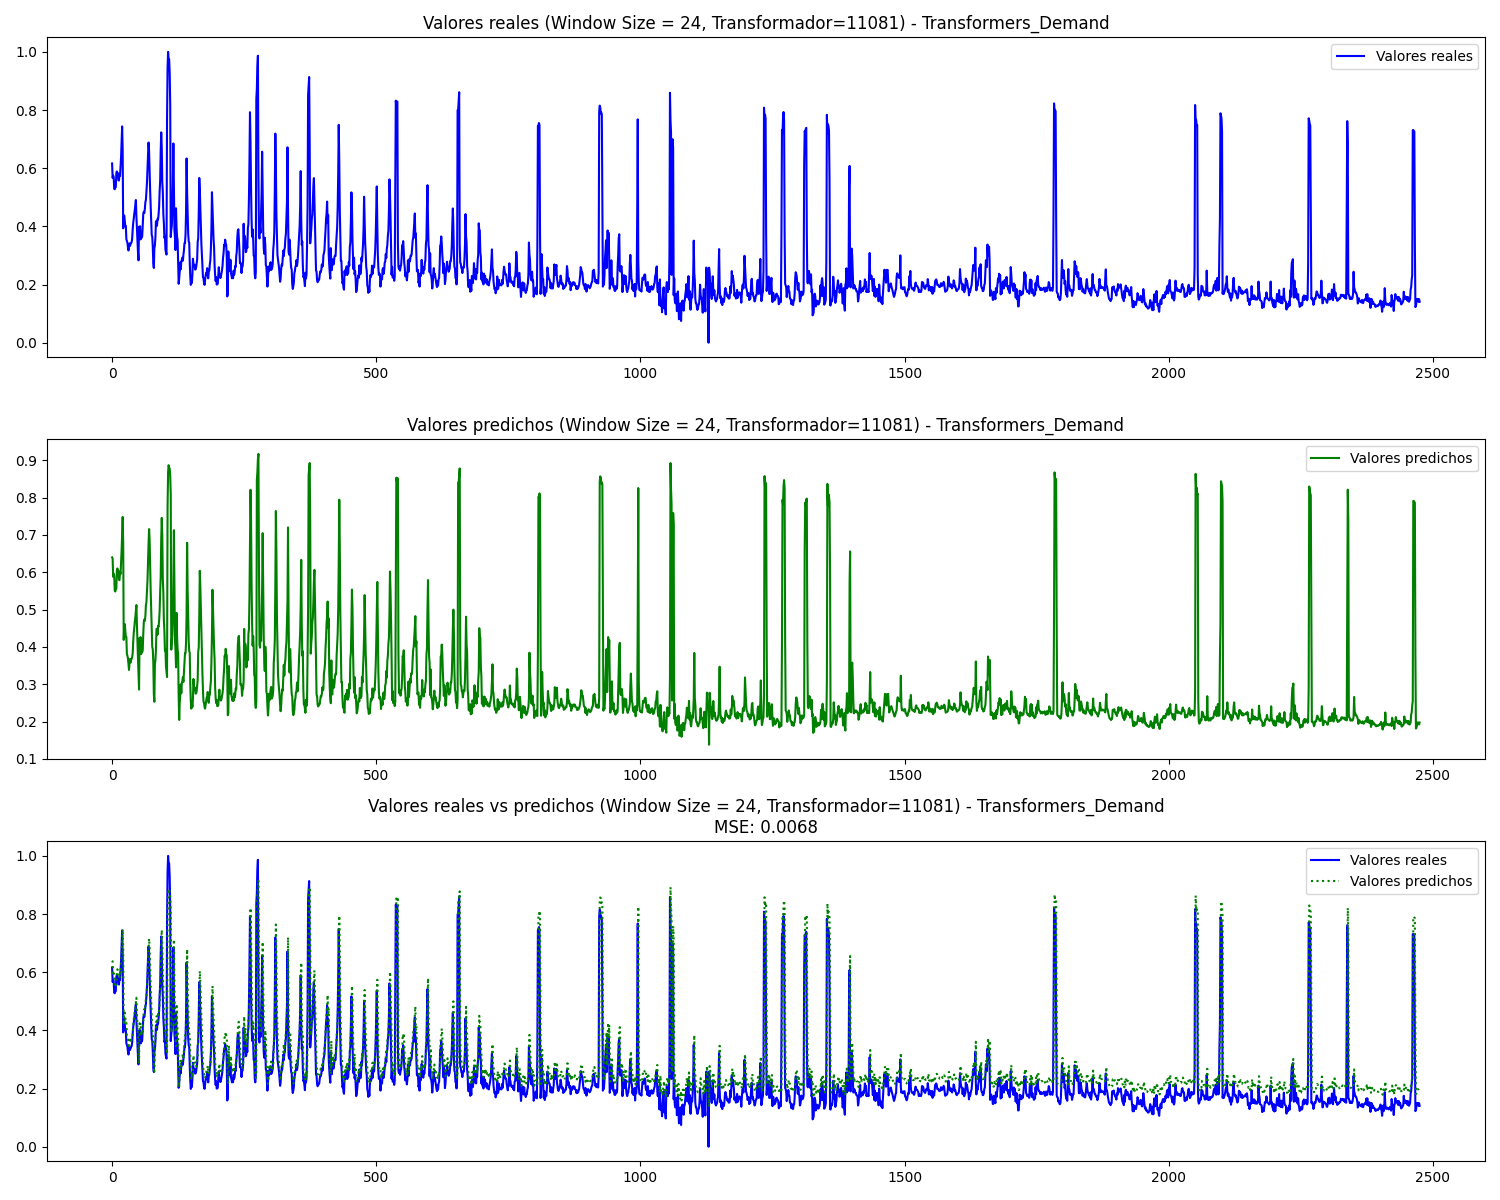 Valores reales (Window Size = 24, Transformador=11081) - Transformers_Demand
Valores reales
1.0
0.8
0.6
0.4
0.2
0.0
0 500 1000 1500 2000 2500
Valores predichos (Window Size = 24, Transformador=11081) - Transformers_Demand
Valores predichos
0.9
0.8
0.7
0.6
0.5
0.4
0.3
0.2
0.1
0 500 1000 1500 2000 2500
Valores reales vs predichos (Window Size = 24, Transformador=11081) - Transformers_Demand
MSE: 0.0068
Valores reales
Valores predichos
1.0
0.8
0.6
0.4
0.2
0.0
0 500 1000 1500 2000 2500